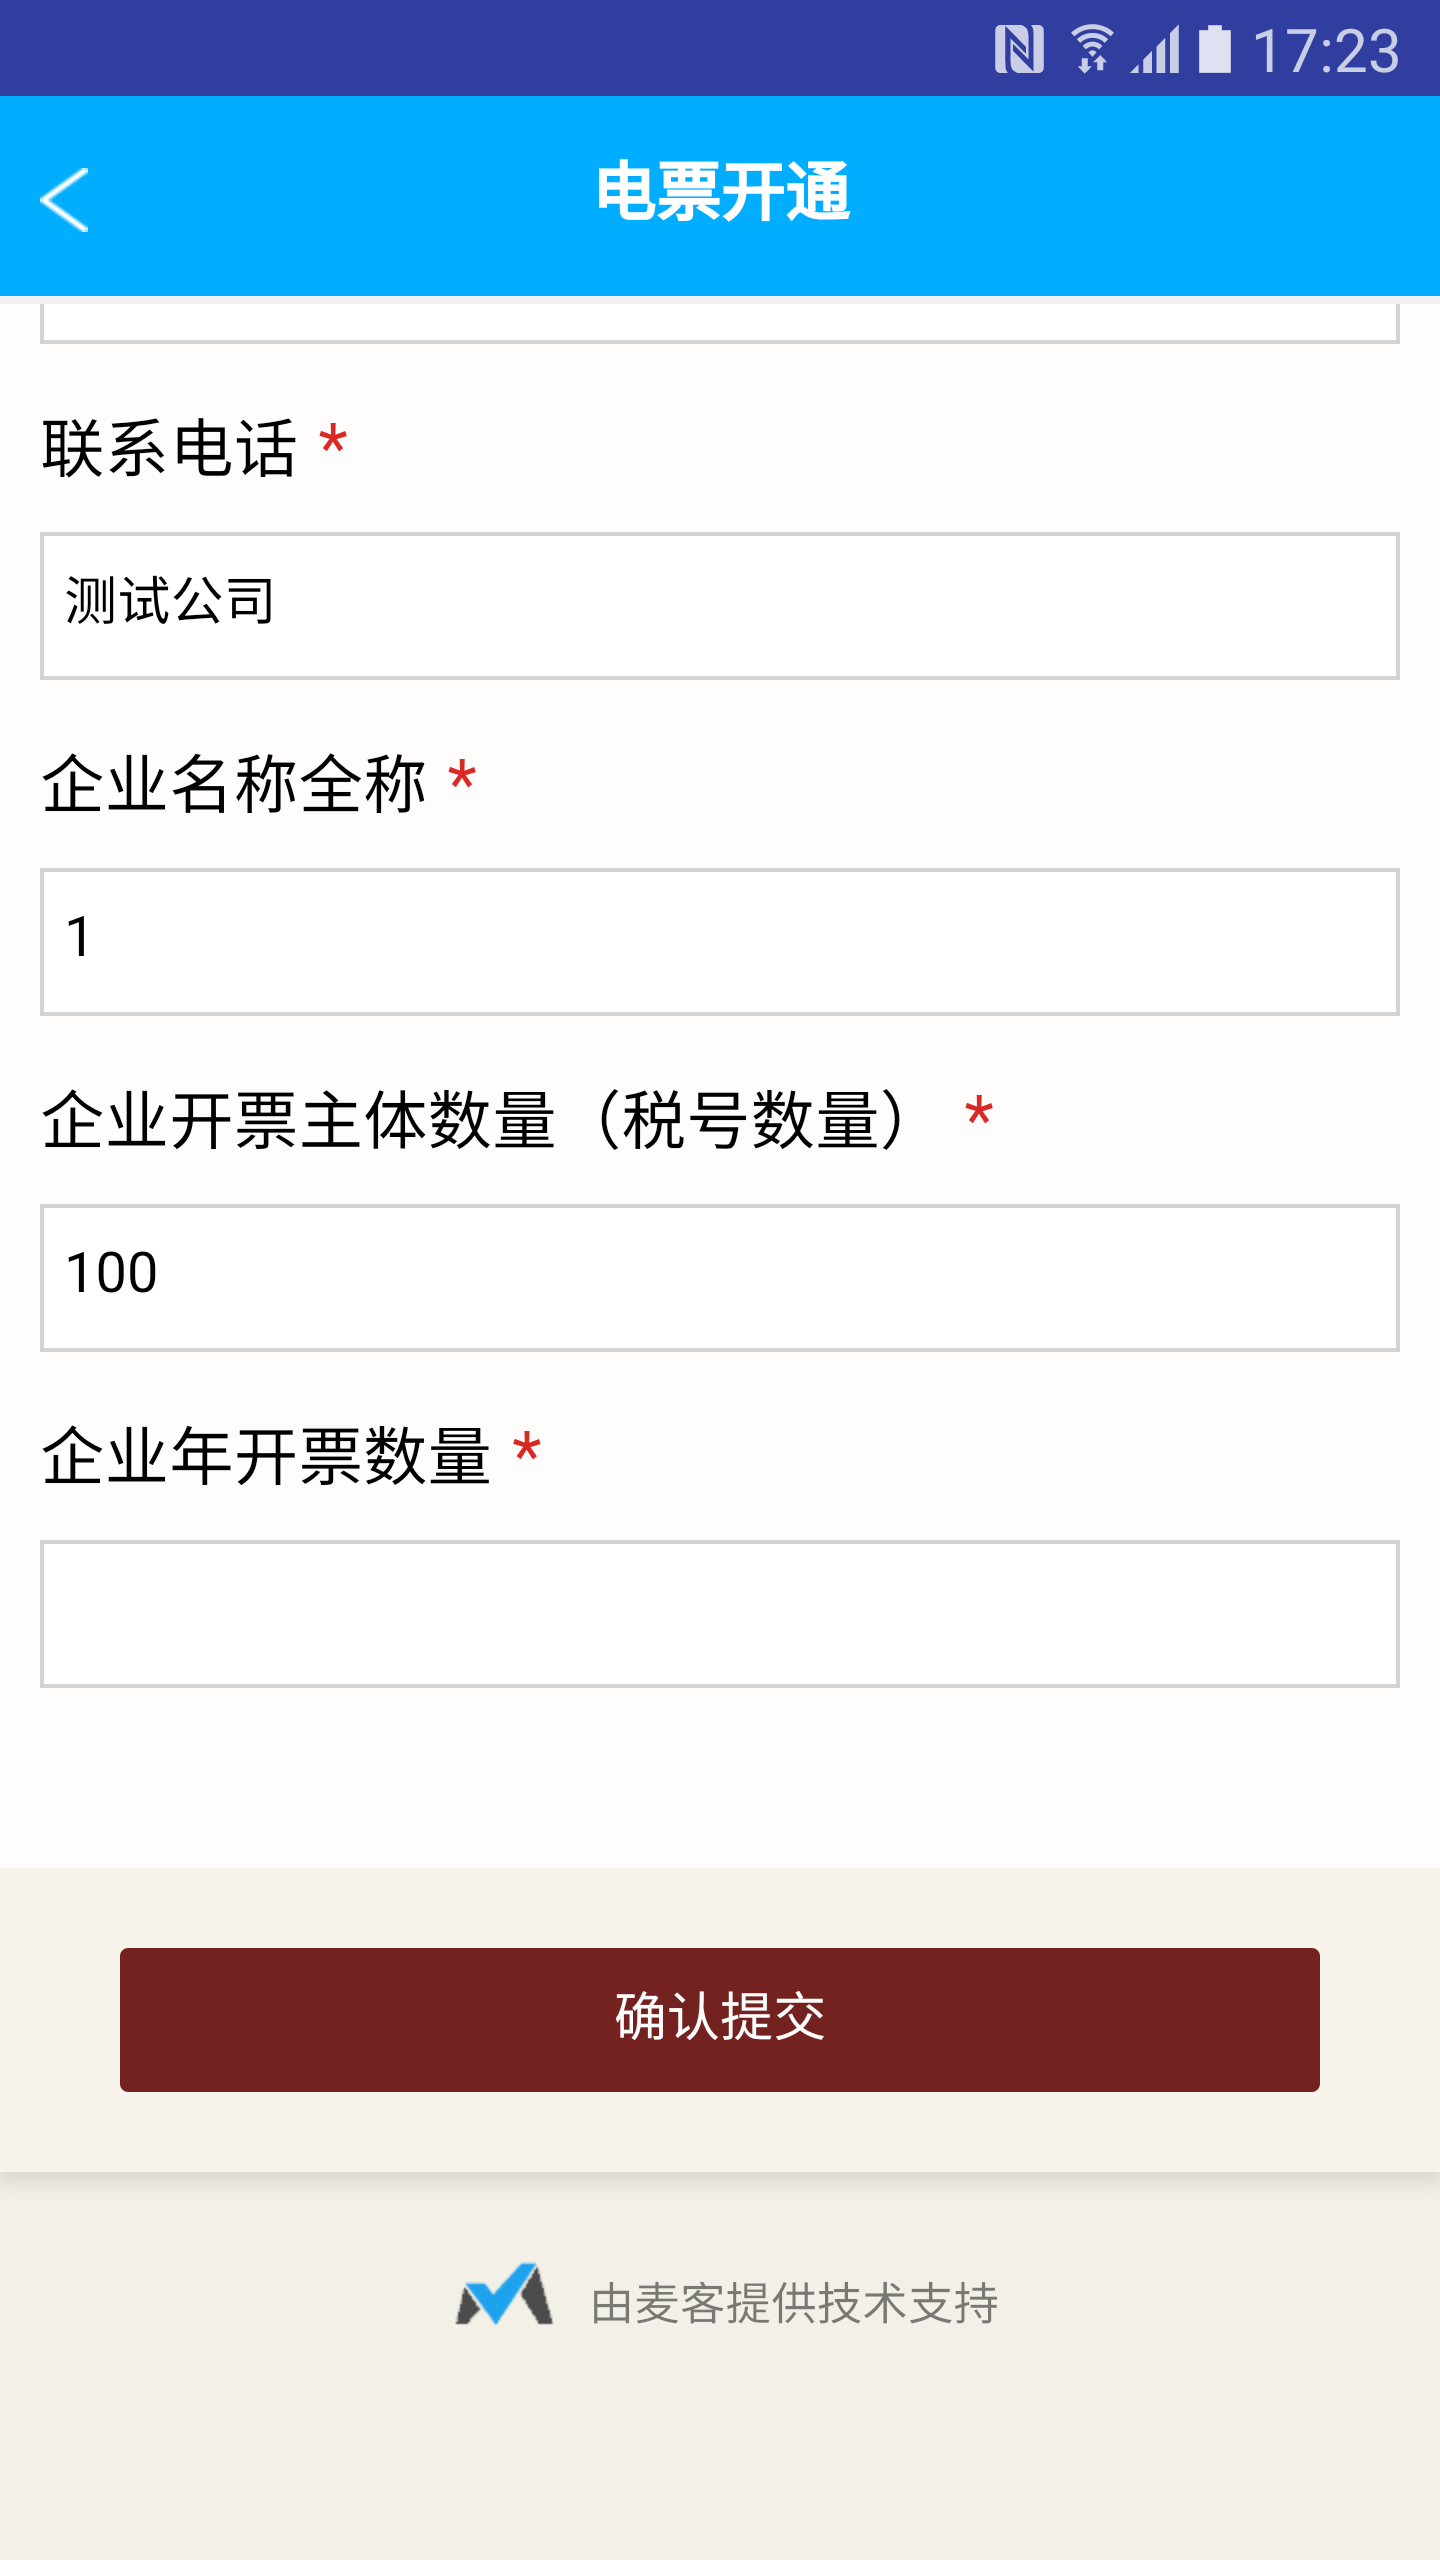 17:23
电票开通
联系电话 *
测试公司
企业名称全称 *
1
企业开票主体数量（税号数量） *
100
企业年开票数量 *
确认提交
由麦客提供技术支持